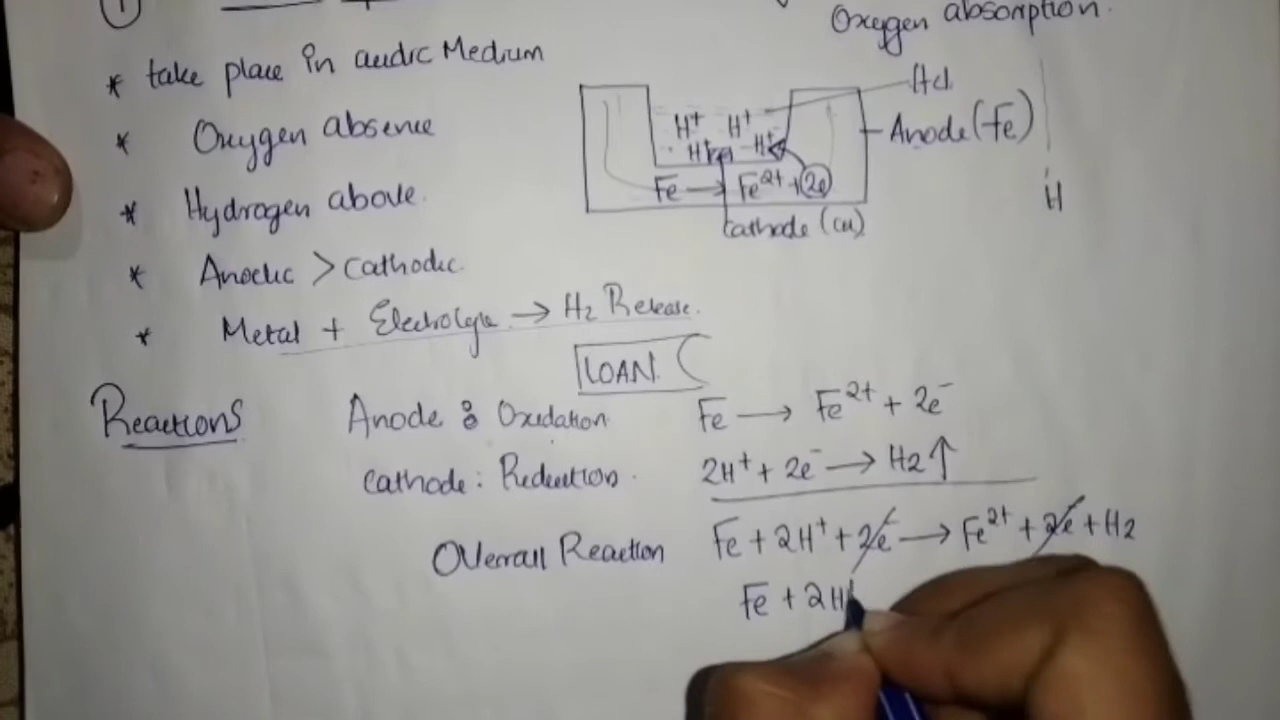 ①
Oxygen absorption.
* take place in acidic Medium
* Oxygen absence
* Hydrogen above.
* Anodic > Cathodic.
* Metal + Electrolyte → H2 Release.
Hcl
H⁺ H⁺
H⁺ H⁺
Anode (Fe)
Fe → Fe²⁺ + 2e
Cathode (cu)
H
LOAN
Reactions Anode : Oxidation Fe → Fe²⁺ + 2e⁻
Cathode : Reduction. 2H⁺ + 2e⁻ → H2↑
Overall Reaction Fe + 2H⁺ + 2e⁻ → Fe²⁺ + 2e + H2
Fe + 2H